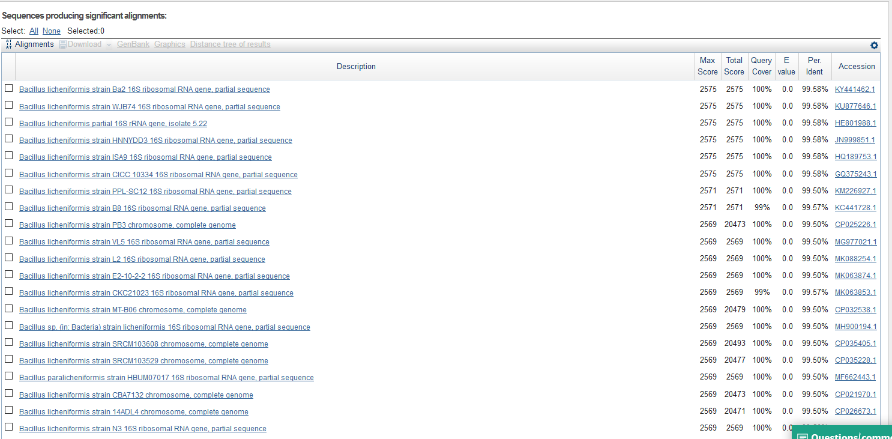 Sequences producing significant alignments:
Select: All None Selected:0
Alignments Download GenBank Graphics Distance tree of results
Description Max Score Total Score Query Cover E value Per. Ident Accession
Bacillus licheniformis strain Ba2 16S ribosomal RNA gene, partial sequence 2575 2575 100% 0.0 99.58% KY441462.1
Bacillus licheniformis strain WJB74 16S ribosomal RNA gene, partial sequence 2575 2575 100% 0.0 99.58% KU877646.1
Bacillus licheniformis partial 16S rRNA gene, isolate 5.22 2575 2575 100% 0.0 99.58% HE801988.1
Bacillus licheniformis strain HNNYDD3 16S ribosomal RNA gene, partial sequence 2575 2575 100% 0.0 99.58% JN999851.1
Bacillus licheniformis strain ISA9 16S ribosomal RNA gene, partial sequence 2575 2575 100% 0.0 99.58% HQ189753.1
Bacillus licheniformis strain CICC 10334 16S ribosomal RNA gene, partial sequence 2575 2575 100% 0.0 99.58% GQ375243.1
Bacillus licheniformis strain PPL-SC12 16S ribosomal RNA gene, partial sequence 2571 2571 100% 0.0 99.50% KM226927.1
Bacillus licheniformis strain B8 16S ribosomal RNA gene, partial sequence 2571 2571 99% 0.0 99.57% KC441728.1
Bacillus licheniformis strain PB3 chromosome, complete genome 2569 20473 100% 0.0 99.50% CP025226.1
Bacillus licheniformis strain VL5 16S ribosomal RNA gene, partial sequence 2569 2569 100% 0.0 99.50% MG977021.1
Bacillus licheniformis strain L2 16S ribosomal RNA gene, partial sequence 2569 2569 100% 0.0 99.50% MK088254.1
Bacillus licheniformis strain E2-10-2-2 16S ribosomal RNA gene, partial sequence 2569 2569 100% 0.0 99.50% MK063874.1
Bacillus licheniformis strain CKC21023 16S ribosomal RNA gene, partial sequence 2569 2569 99% 0.0 99.57% MK063853.1
Bacillus licheniformis strain MT-B06 chromosome, complete genome 2569 20479 100% 0.0 99.50% CP032538.1
Bacillus sp. (in: Bacteria) strain licheniformis 16S ribosomal RNA gene, partial sequence 2569 2569 100% 0.0 99.50% MH900194.1
Bacillus licheniformis strain SRCM103608 chromosome, complete genome 2569 20493 100% 0.0 99.50% CP035405.1
Bacillus licheniformis strain SRCM103529 chromosome, complete genome 2569 20477 100% 0.0 99.50% CP035228.1
Bacillus paralicheniformis strain HBUM07017 16S ribosomal RNA gene, partial sequence 2569 2569 100% 0.0 99.50% MF662443.1
Bacillus licheniformis strain CBA7132 chromosome, complete genome 2569 20473 100% 0.0 99.50% CP021970.1
Bacillus licheniformis strain 14ADL4 chromosome, complete genome 2569 20471 100% 0.0 99.50% CP026673.1
Bacillus licheniformis strain N3 16S ribosomal RNA gene, partial sequence 2569 2569 100% 0.0